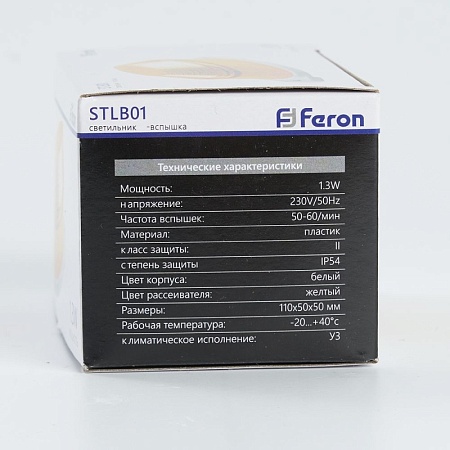 STLB01
светильник -вспышка
Feron
Технические характеристики
Мощность: 1.3W
напряжение: 230V/50Hz
Частота вспышек: 50-60/мин
Материал: пластик
класс защиты: II
степень защиты IP54
Цвет корпуса: белый
Цвет рассеивателя: желтый
Размеры: 110x50x50 мм
Рабочая температура: -20...+40°с
климатическое исполнение: У3